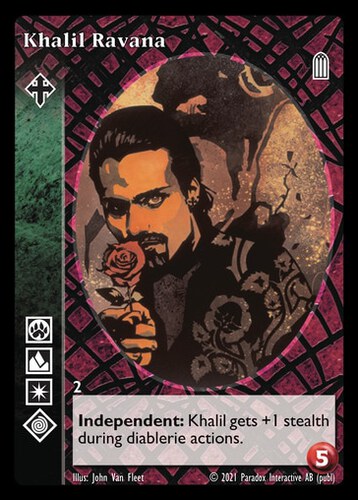 Khalil Ravana
2
Independent: Khalil gets +1 stealth
during diablerie actions.
5
Illus: John Van Fleet
© 2021 Paradox Interactive AB (publ)